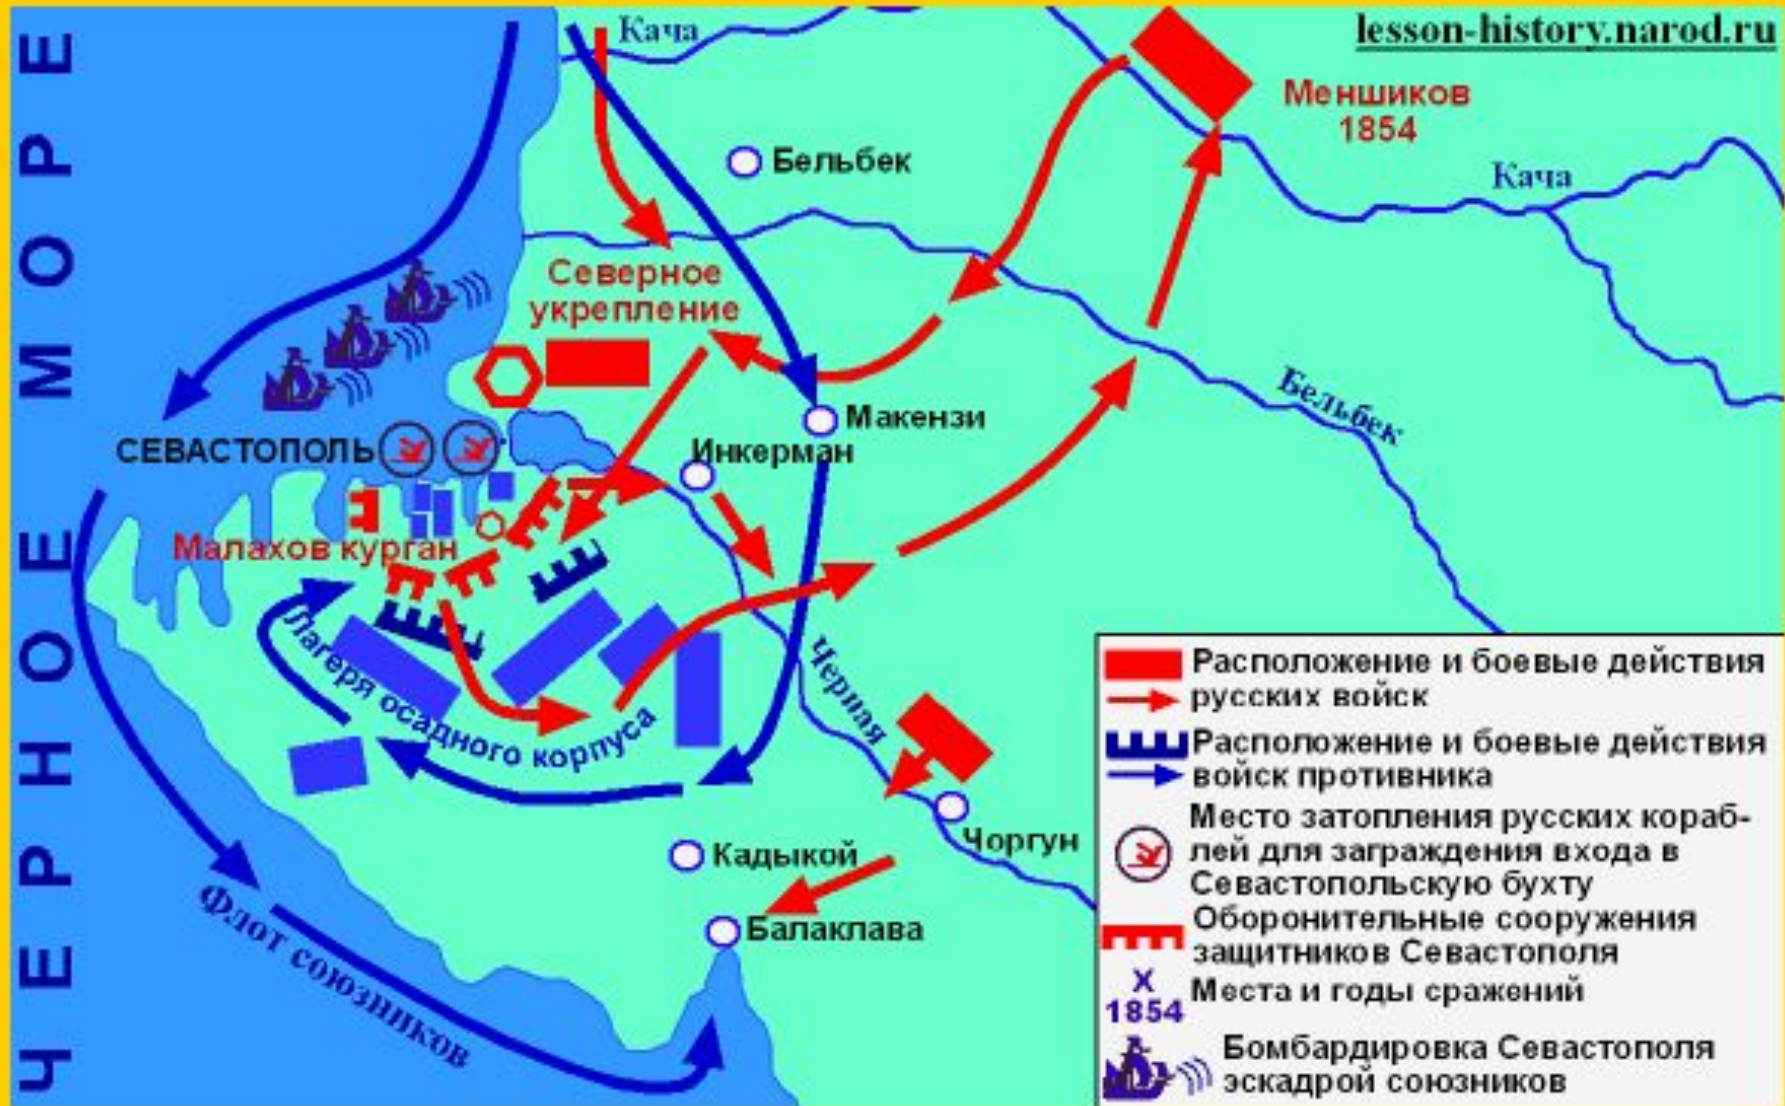 lesson-history.narod.ru
Кача
Меншиков
1854
Бельбек
Кача
Северное
укрепление
Бельбек
Макензи
Инкерман
СЕВАСТОПОЛЬ
Малахов курган
Лагеря осадного корпуса
Черная
Чоргун
Кадыкой
Балаклава
Флот союзников
ЧЕРНОЕ МОРЕ
Расположение и боевые действия
русских войск
Расположение и боевые действия
войск противника
Место затопления русских кораб-
лей для заграждения входа в
Севастопольскую бухту
Оборонительные сооружения
защитников Севастополя
X
1854
Места и годы сражений
Бомбардировка Севастополя
эскадрой союзников